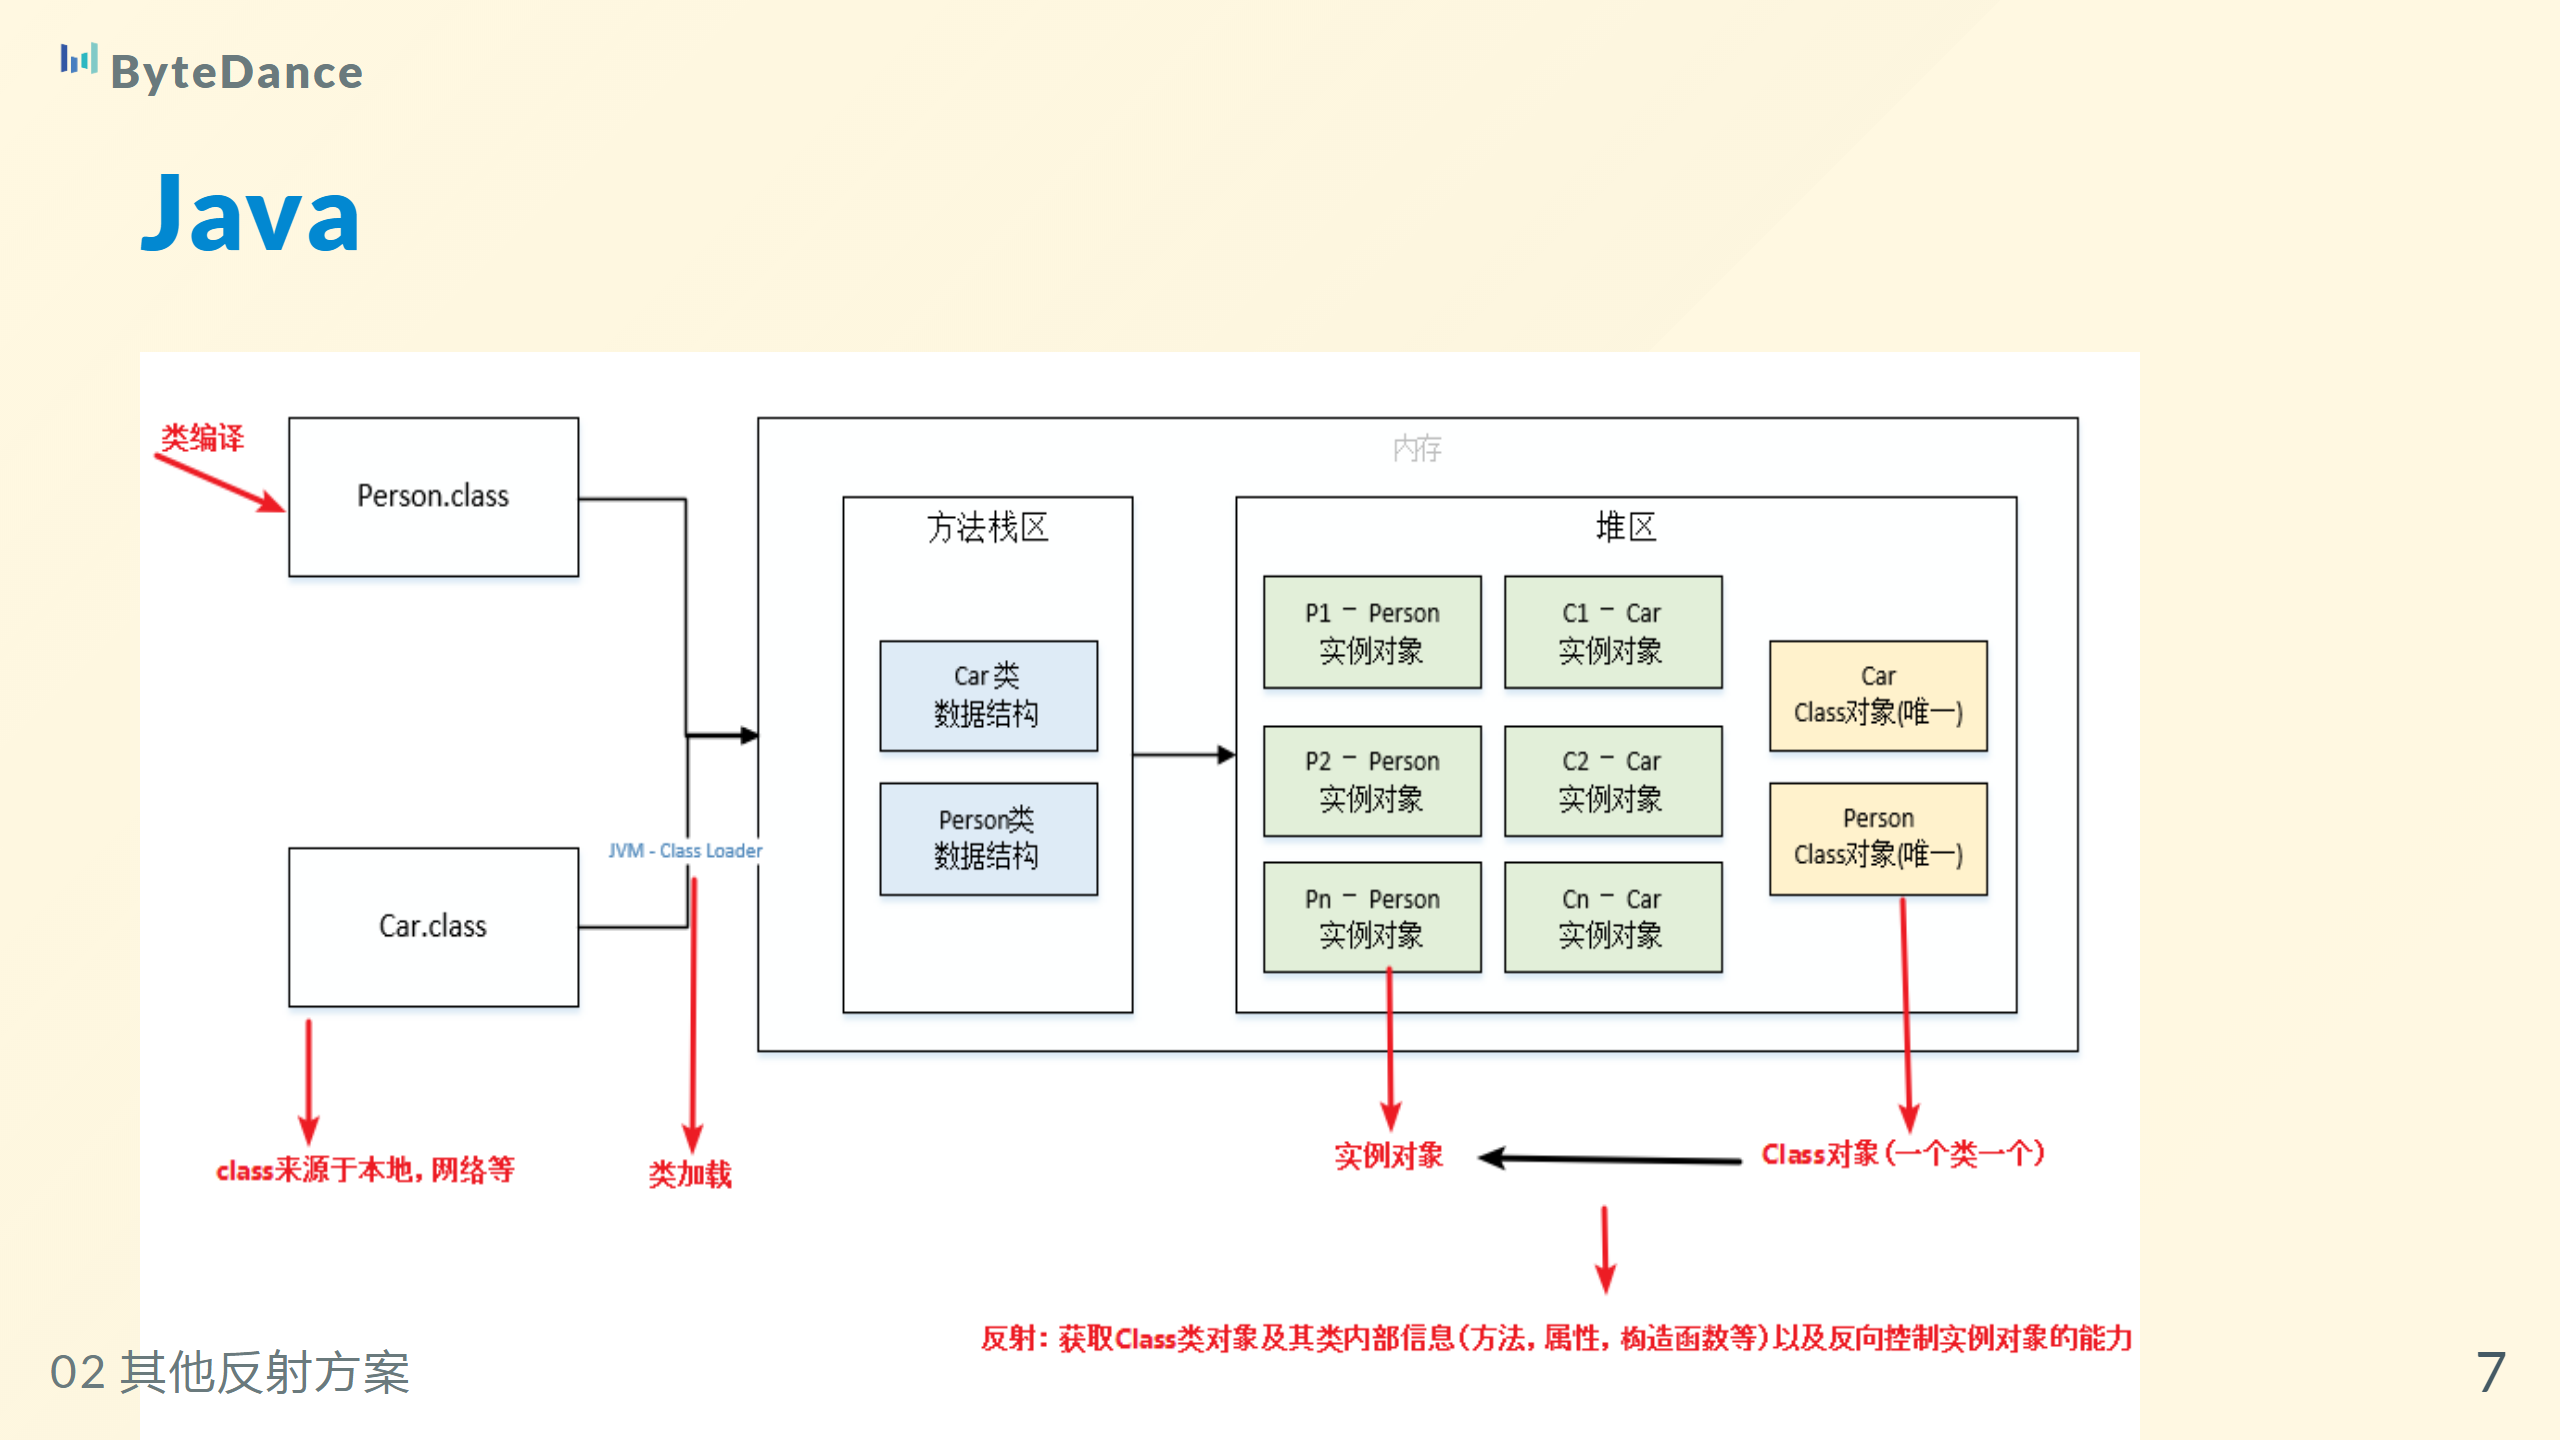 ByteDance
Java
类编译
Person.class
Car.class
JVM - Class Loader
class来源于本地, 网络等
类加载
内存
方法栈区
Car 类
数据结构
Person类
数据结构
堆区
P1 － Person
实例对象
C1 － Car
实例对象
P2 － Person
实例对象
C2 － Car
实例对象
Pn － Person
实例对象
Cn － Car
实例对象
Car
Class对象(唯一)
Person
Class对象(唯一)
实例对象
Class对象（一个类一个）
反射：获取Class类对象及其类内部信息（方法, 属性, 构造函数等）以及反向控制实例对象的能力
02 其他反射方案
7